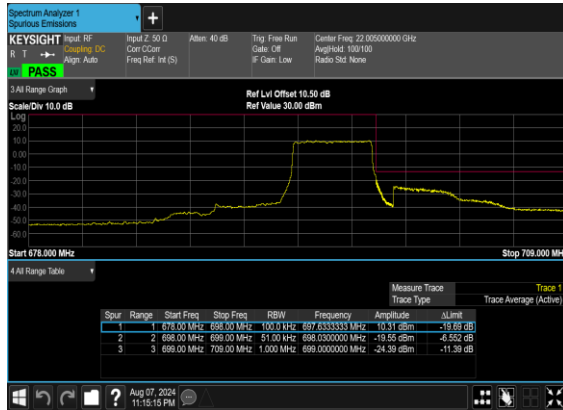 Spectrum Analyzer 1
Spurious Emissions
KEYSIGHT Input: RF Input Z: 50 Ω Atten: 40 dB Trig: Free Run Center Freq: 22.005000000 GHz
R T Coupling: DC Corr CCorr Gate: Off Avg|Hold: 100/100
Align: Auto Freq Ref: Int (S) IF Gain: Low Radio Std: None
PASS
3 All Range Graph Ref Lvl Offset 10.50 dB
Scale/Div 10.0 dB Ref Value 30.00 dBm
Log
20.0
10.0
0.00
-10.0
-20.0
-30.0
-40.0
-50.0
-60.0
Start 678.000 MHz Stop 709.000 MHz
4 All Range Table
Measure Trace Trace 1
Trace Type Trace Average (Active)
Spur Range Start Freq Stop Freq RBW Frequency Amplitude ΔLimit
1 1 678.00 MHz 698.00 MHz 100.0 kHz 697.6333333 MHz 10.31 dBm -19.69 dB
2 2 698.00 MHz 699.00 MHz 51.00 kHz 698.0300000 MHz -19.55 dBm -6.552 dB
3 3 699.00 MHz 709.00 MHz 1.000 MHz 699.0000000 MHz -24.39 dBm -11.39 dB
Aug 07, 2024
11:15:15 PM